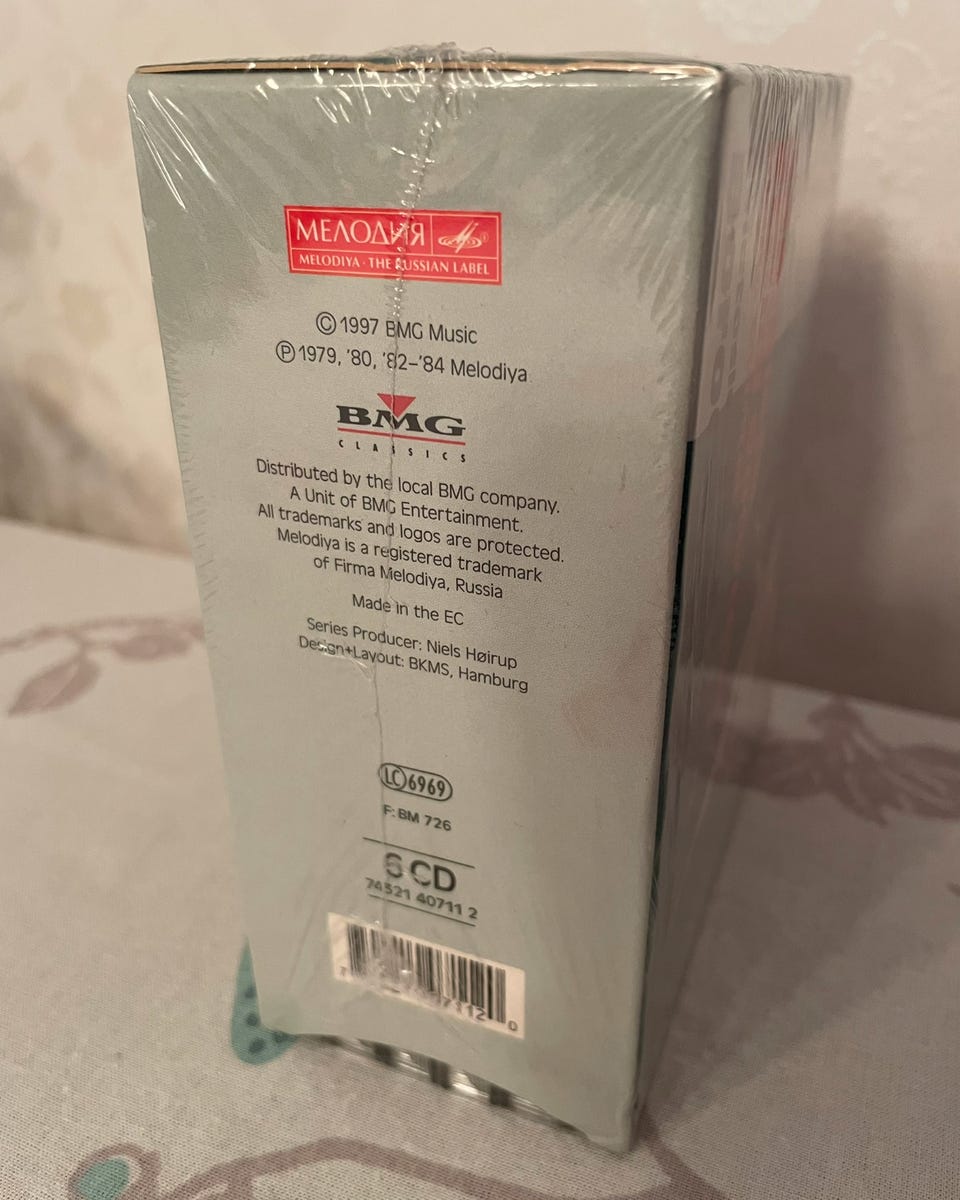 МЕЛОДИЯ
MELODIYA · THE RUSSIAN LABEL
© 1997 BMG Music
℗ 1979, '80, '82–'84 Melodiya
BMG
CLASSICS
Distributed by the local BMG company.
A Unit of BMG Entertainment.
All trademarks and logos are protected.
Melodiya is a registered trademark
of Firma Melodiya, Russia
Made in the EC
Series Producer: Niels Høirup
Design+Layout: BKMS, Hamburg
LC 6969
F: BM 726
6 CD
74321 40711 2